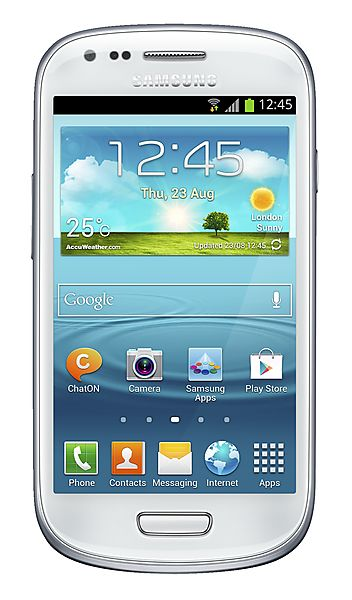 SAMSUNG
12:45
12:45
Thu, 23 Aug
25°C
London
Sunny
AccuWeather.com
Updated 23/08 12:45
Google
ChatON
Camera
Samsung
Apps
Play Store
Phone
Contacts
Messaging
Internet
Apps